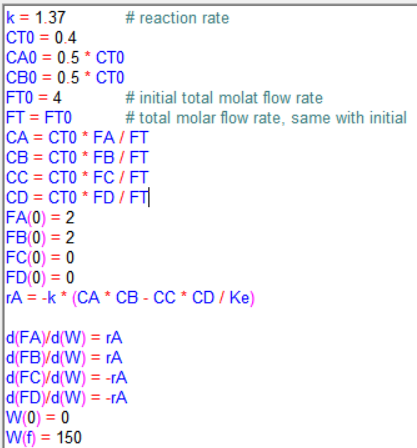 k = 1.37 # reaction rate
CT0 = 0.4
CA0 = 0.5 * CT0
CB0 = 0.5 * CT0
FT0 = 4 # initial total molat flow rate
FT = FT0 # total molar flow rate, same with initial
CA = CT0 * FA / FT
CB = CT0 * FB / FT
CC = CT0 * FC / FT
CD = CT0 * FD / FT
FA(0) = 2
FB(0) = 2
FC(0) = 0
FD(0) = 0
rA = -k * (CA * CB - CC * CD / Ke)
d(FA)/d(W) = rA
d(FB)/d(W) = rA
d(FC)/d(W) = -rA
d(FD)/d(W) = -rA
W(0) = 0
W(f) = 150